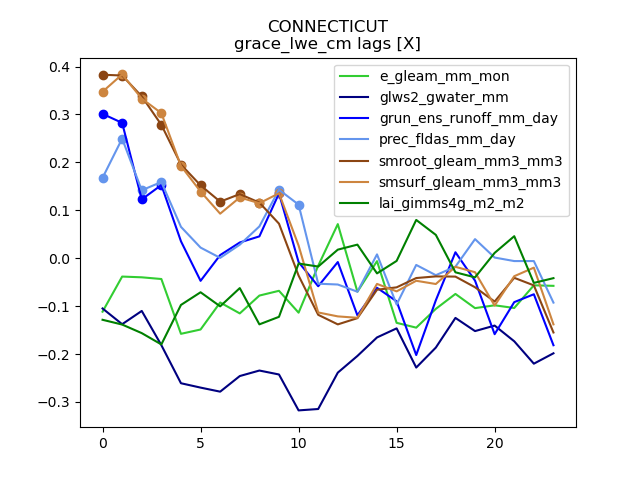 CONNECTICUT
grace_lwe_cm lags [X]
0.4
0.3
0.2
0.1
0.0
−0.1
−0.2
−0.3
0
5
10
15
20
e_gleam_mm_mon
glws2_gwater_mm
grun_ens_runoff_mm_day
prec_fldas_mm_day
smroot_gleam_mm3_mm3
smsurf_gleam_mm3_mm3
lai_gimms4g_m2_m2